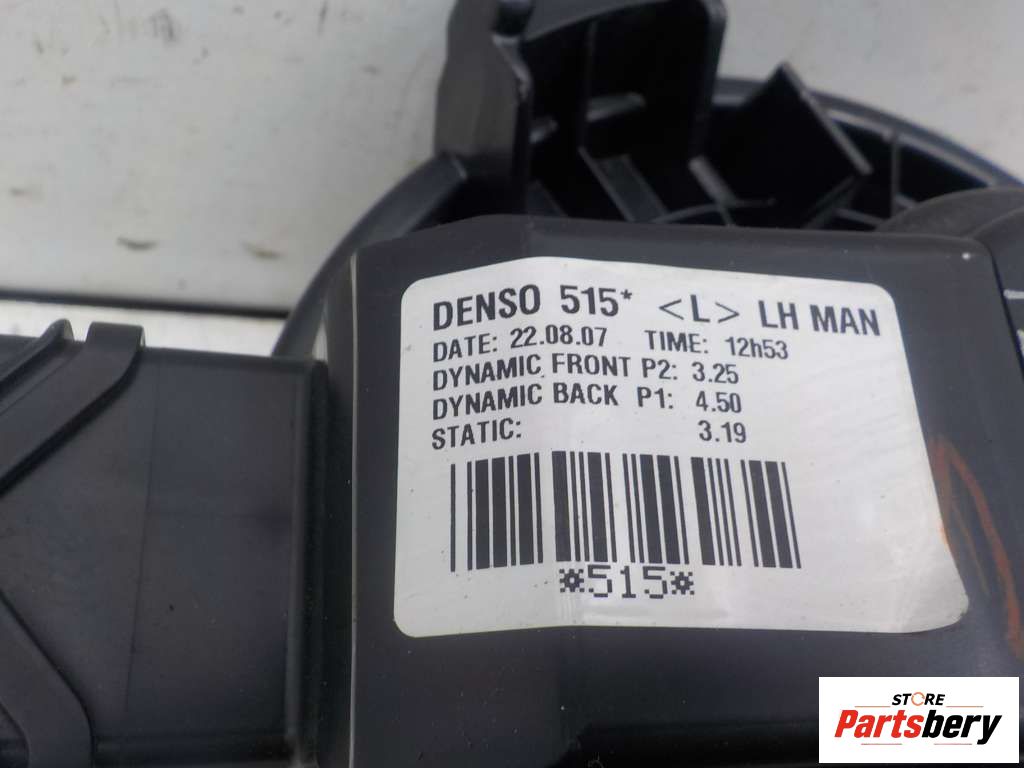 DENSO 515* <L> LH MAN
DATE: 22.08.07 TIME: 12h53
DYNAMIC FRONT P2: 3.25
DYNAMIC BACK P1: 4.50
STATIC: 3.19
*515*
STORE
Partsbery